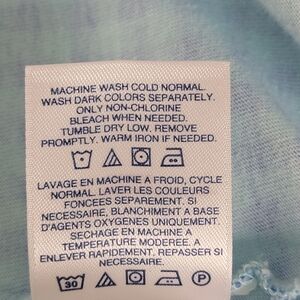 MACHINE WASH COLD NORMAL.
WASH DARK COLORS SEPARATELY.
ONLY NON-CHLORINE
BLEACH WHEN NEEDED.
TUMBLE DRY LOW. REMOVE
PROMPTLY. WARM IRON IF NEEDED.
LAVAGE EN MACHINE A FROID, CYCLE
NORMAL. LAVER LES COULEURS
FONCEES SEPAREMENT. SI
NECESSAIRE, BLANCHIMENT A BASE
D'AGENTS OXYGENES UNIQUEMENT.
SECHAGE EN MACHINE A
TEMPERATURE MODEREE. A
ENLEVER RAPIDEMENT, REPASSER SI
NECESSAIRE.
30 P